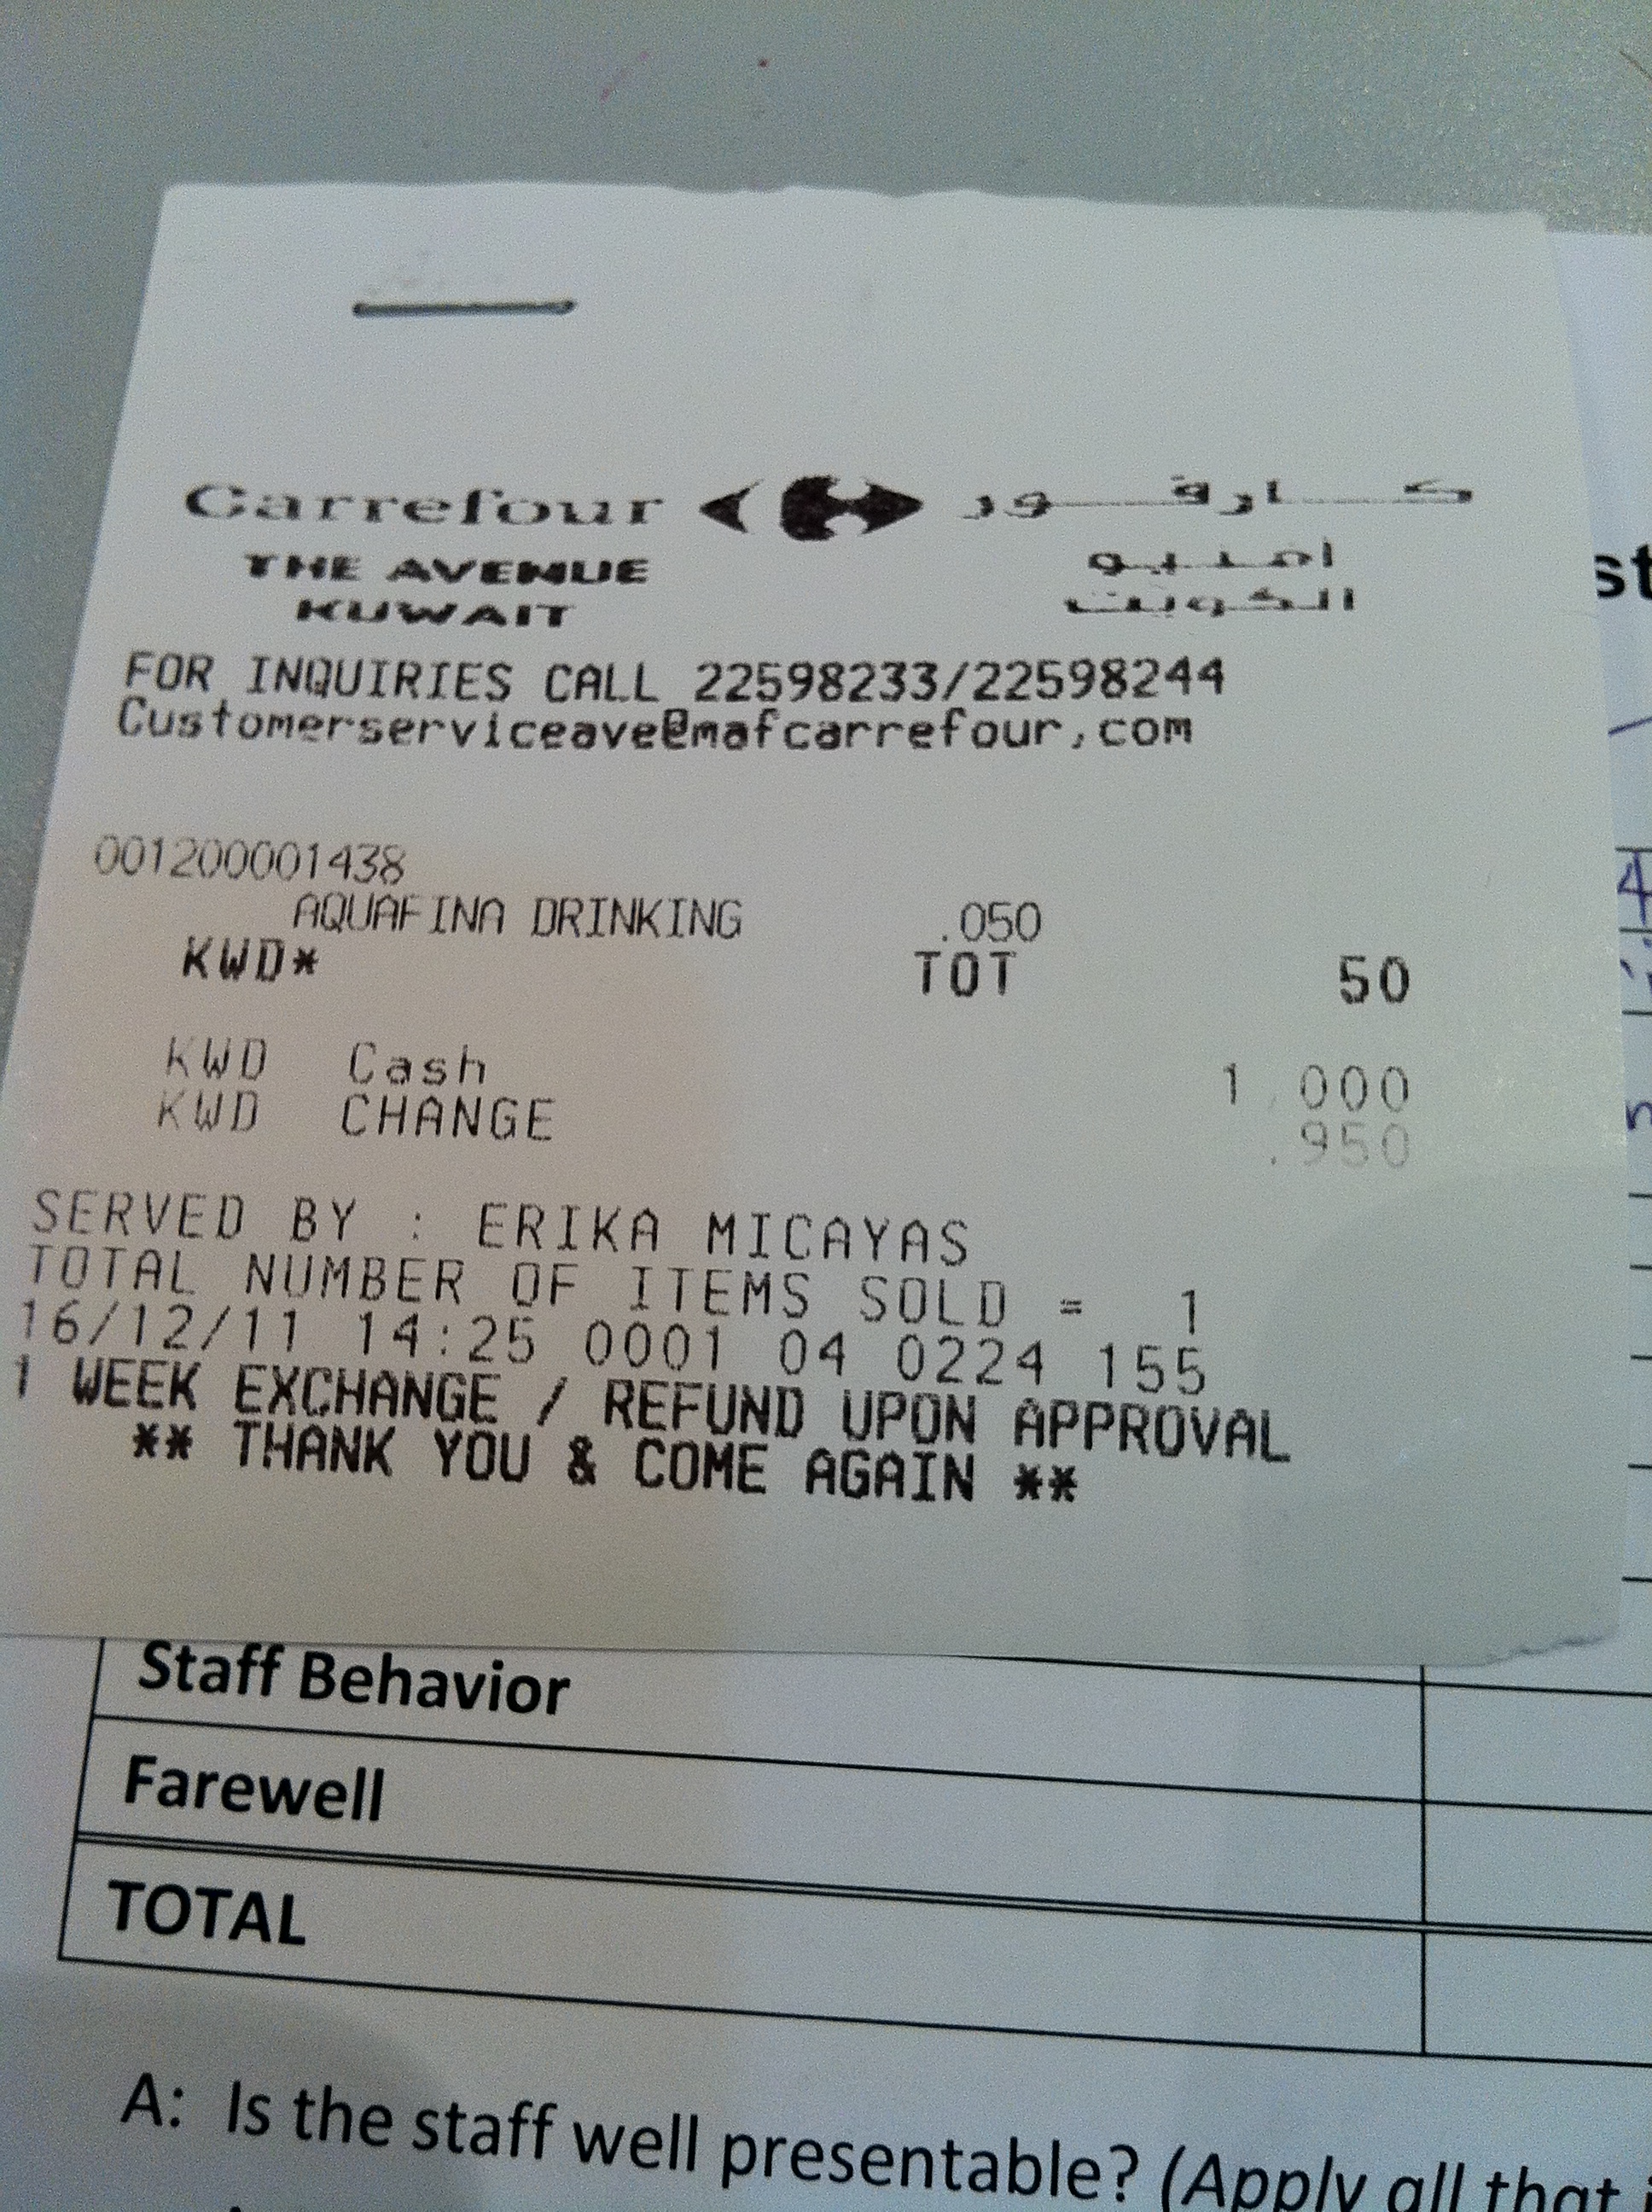 Carrefour كارفور
THE AVENUE أفنيو
KUWAIT الكويت
FOR INQUIRIES CALL 22598233/22598244
Customerserviceave@mafcarrefour.com
001200001438
AQUAFINA DRINKING .050
KWD* TOT 50
KWD Cash 1 000
KWD CHANGE .950
SERVED BY : ERIKA MICAYAS
TOTAL NUMBER OF ITEMS SOLD = 1
16/12/11 14:25 0001 04 0224 155
1 WEEK EXCHANGE / REFUND UPON APPROVAL
** THANK YOU & COME AGAIN **
st
4
Staff Behavior
Farewell
TOTAL
A: Is the staff well presentable? (Apply all that